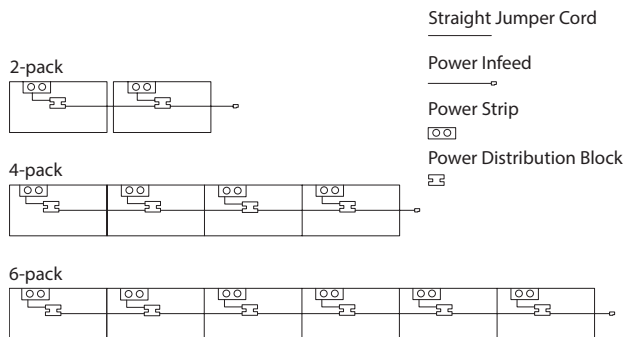 Straight Jumper Cord
2-pack
Power Infeed
Power Strip
Power Distribution Block
4-pack
6-pack